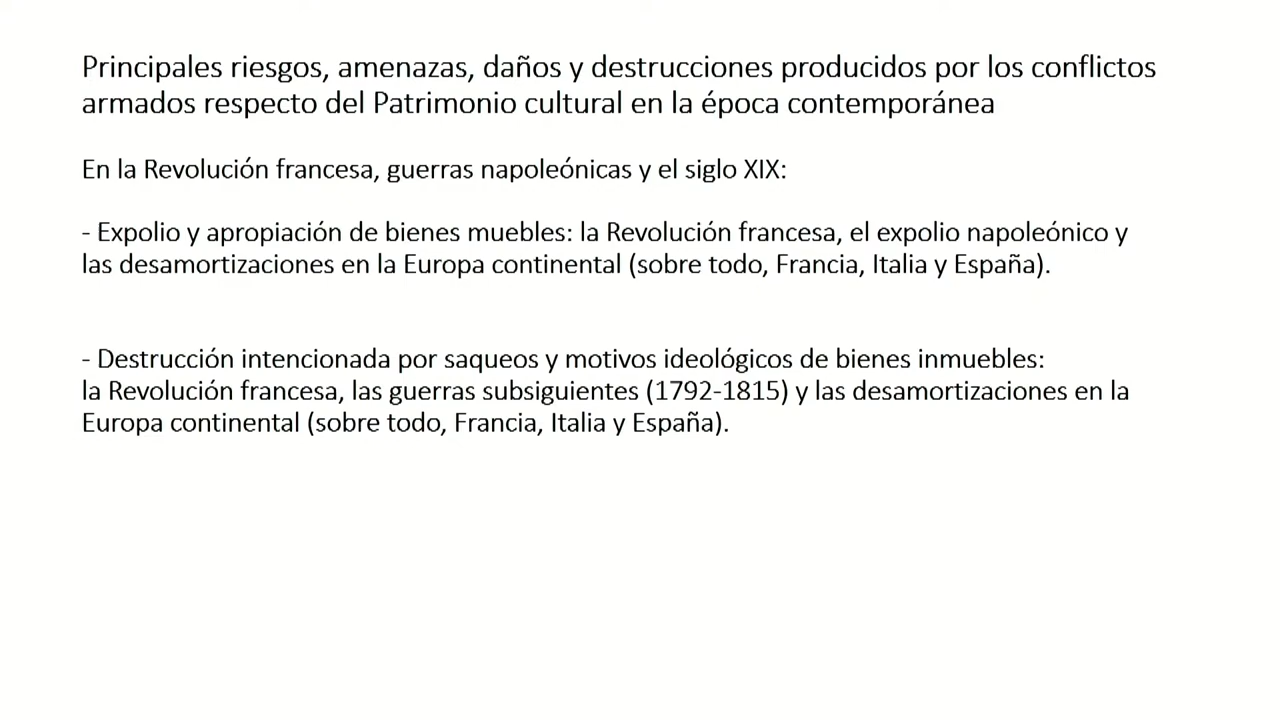 Principales riesgos, amenazas, daños y destrucciones producidos por los conflictos
armados respecto del Patrimonio cultural en la época contemporánea
En la Revolución francesa, guerras napoleónicas y el siglo XIX:
- Expolio y apropiación de bienes muebles: la Revolución francesa, el expolio napoleónico y
las desamortizaciones en la Europa continental (sobre todo, Francia, Italia y España).
- Destrucción intencionada por saqueos y motivos ideológicos de bienes inmuebles:
la Revolución francesa, las guerras subsiguientes (1792-1815) y las desamortizaciones en la
Europa continental (sobre todo, Francia, Italia y España).